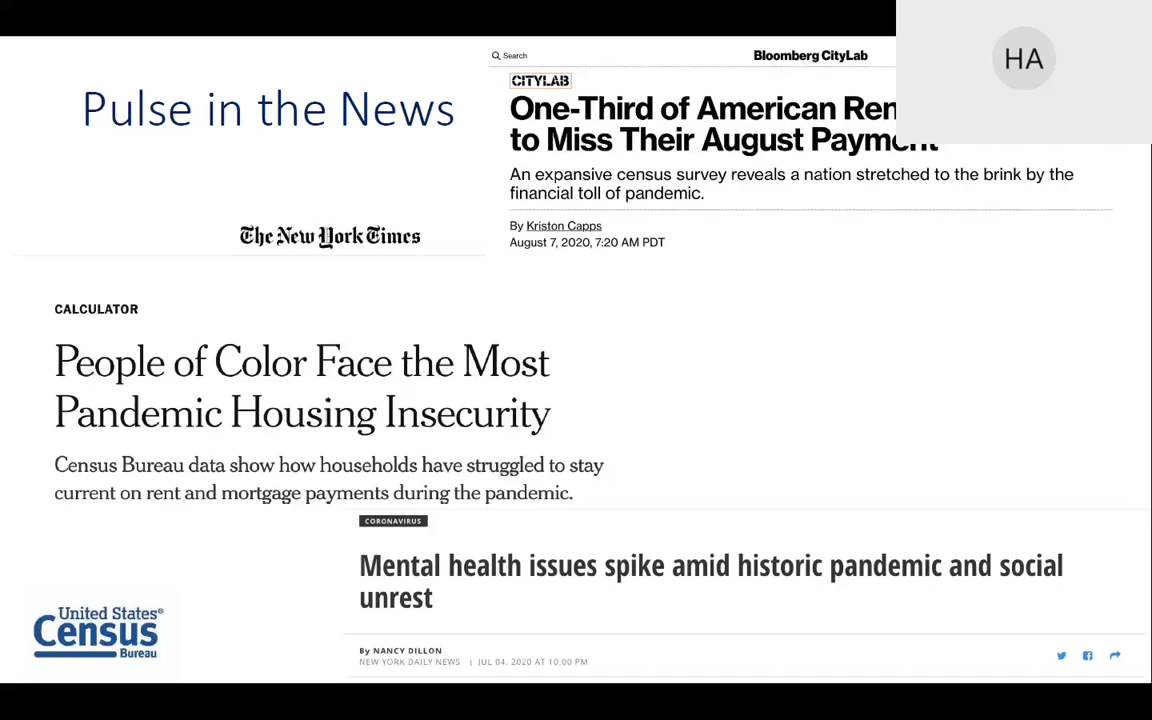 HA
Search
Bloomberg CityLab
Pulse in the News
CITYLAB
One-Third of American
to Miss Their August Payment
An expansive census survey reveals a nation stretched to the brink by the
financial toll of pandemic.
By Kriston Capps
August 7, 2020, 7:20 AM PDT
The New York Times
CALCULATOR
People of Color Face the Most
Pandemic Housing Insecurity
Census Bureau data show how households have struggled to stay
current on rent and mortgage payments during the pandemic.
CORONAVIRUS
Mental health issues spike amid historic pandemic and social
unrest
By NANCY DILLON
NEW YORK DAILY NEWS | JUL 04, 2020 AT 10:00 PM
United States®
Census
Bureau